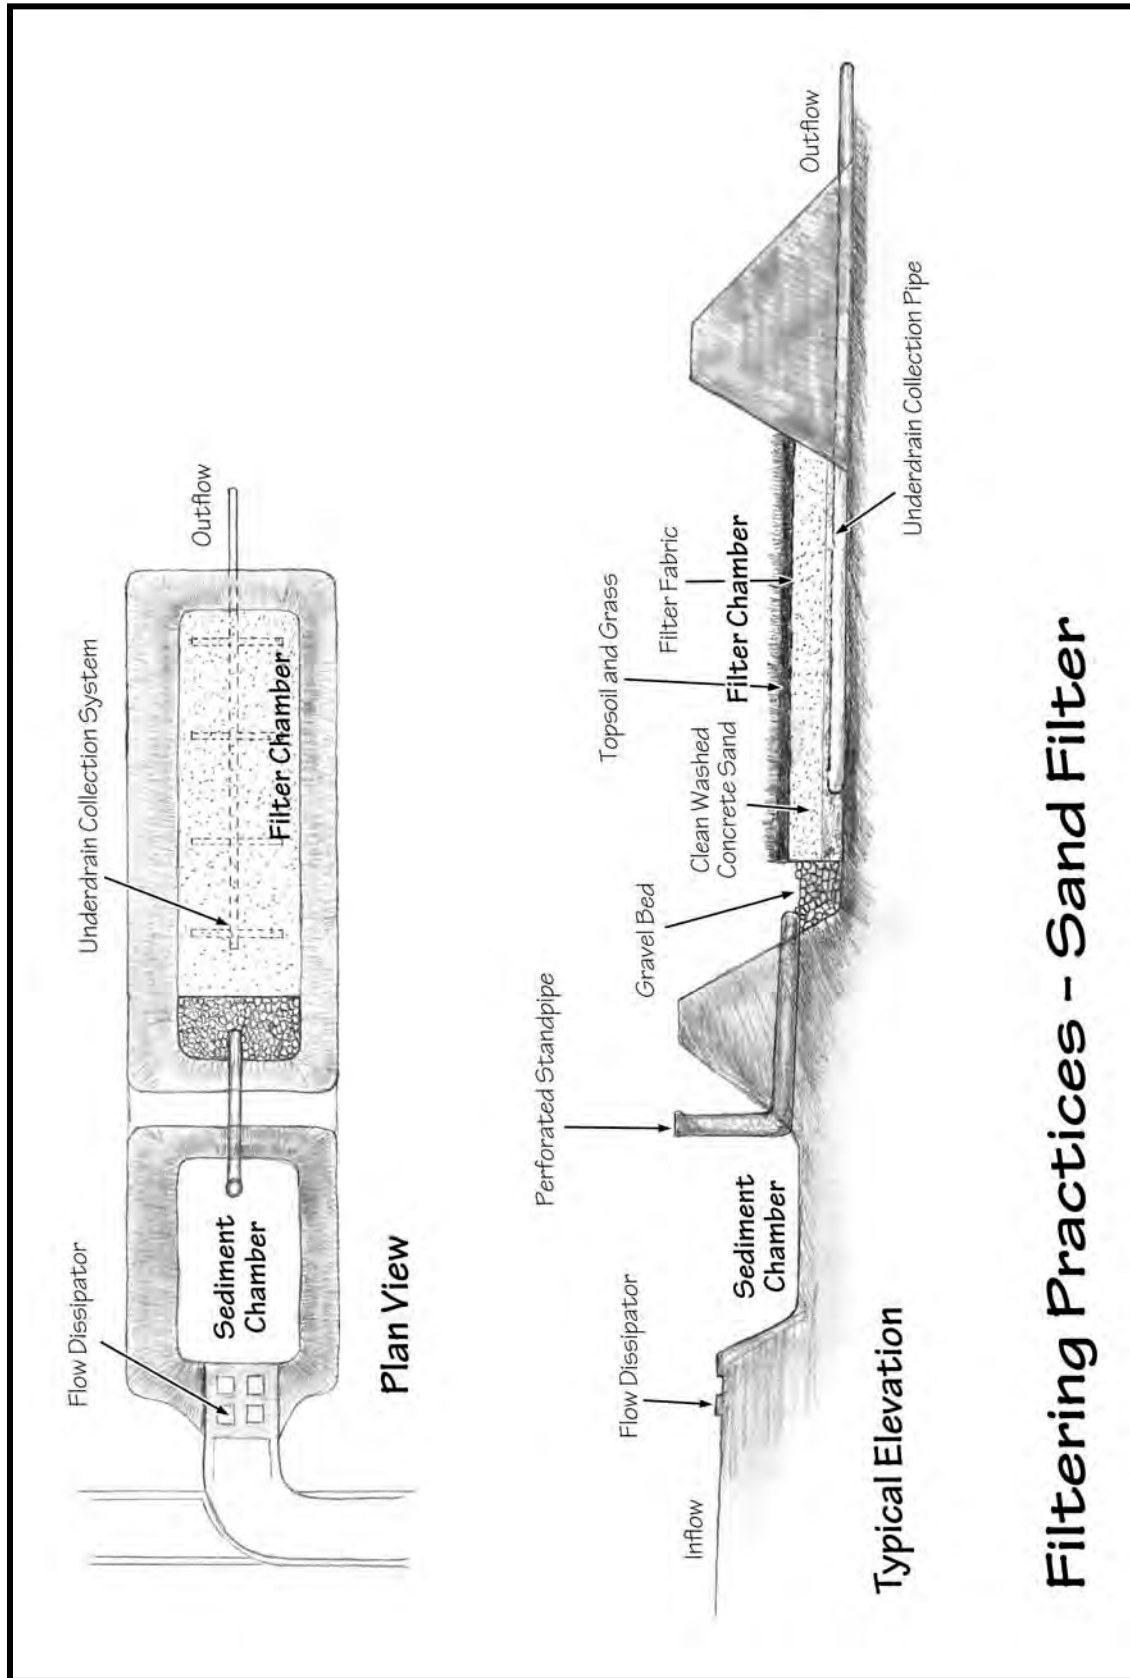 Flow Dissipator
Underdrain Collection System
Outflow
Sediment
Chamber
Filter Chamber
Plan View
Perforated Standpipe
Topsoil and Grass
Filter Fabric
Gravel Bed
Clean Washed
Concrete Sand
Filter Chamber
Outflow
Flow Dissipator
Inflow
Sediment
Chamber
Underdrain Collection Pipe
Typical Elevation
Filtering Practices - Sand Filter